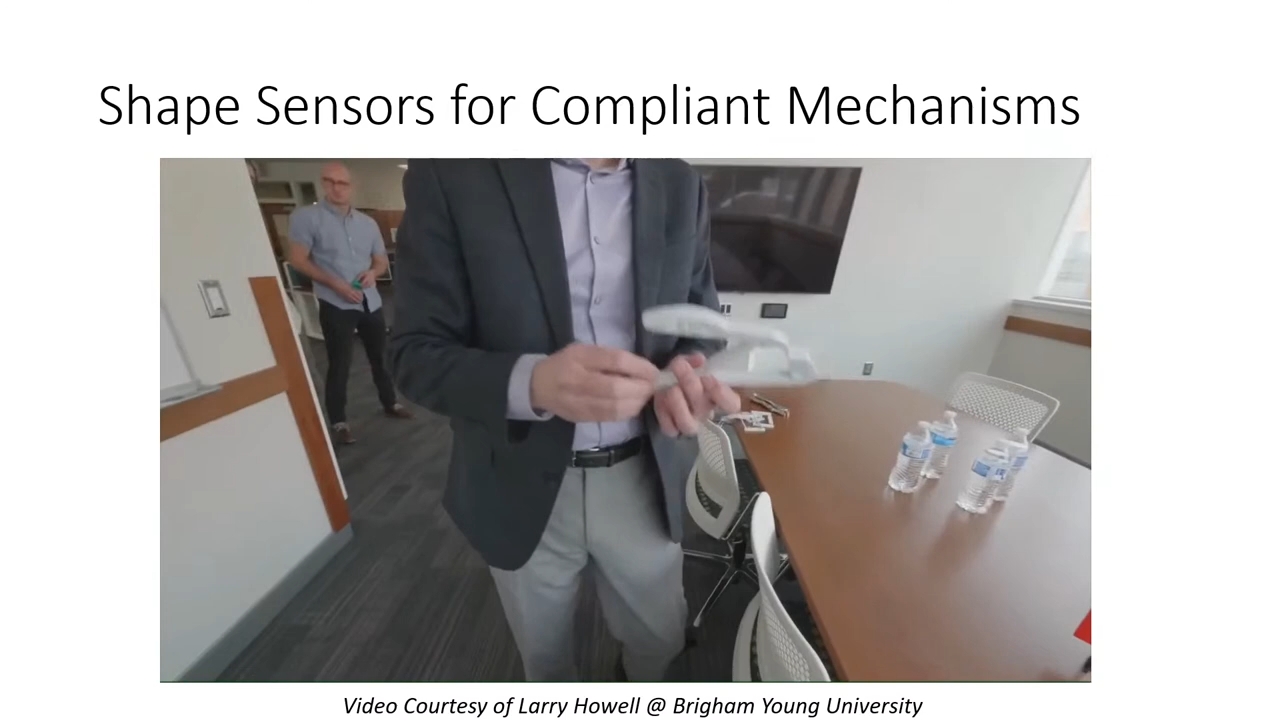 Shape Sensors for Compliant Mechanisms
Video Courtesy of Larry Howell @ Brigham Young University